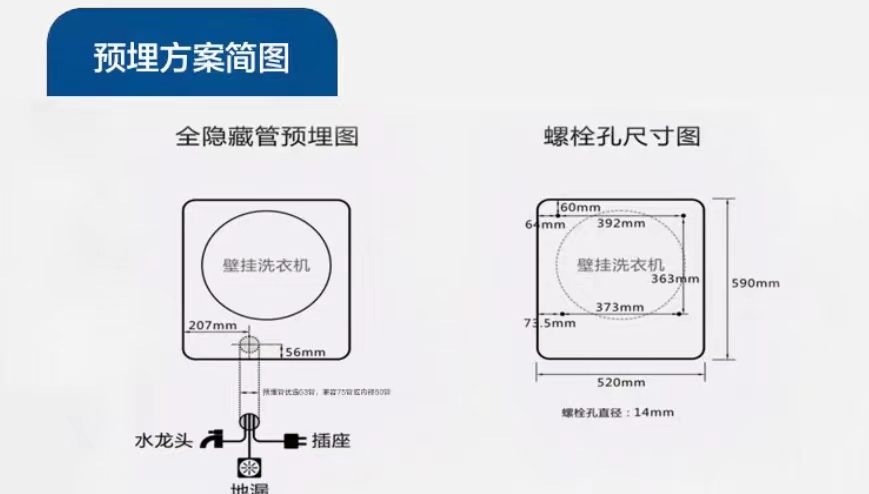 预埋方案简图
全隐藏管预埋图
螺栓孔尺寸图
壁挂洗衣机
207mm
56mm
预埋管优选63管，兼容75管或内径50管
水龙头
插座
地漏
60mm
64mm
392mm
壁挂洗衣机
363mm
590mm
373mm
73.5mm
520mm
螺栓孔直径：14mm